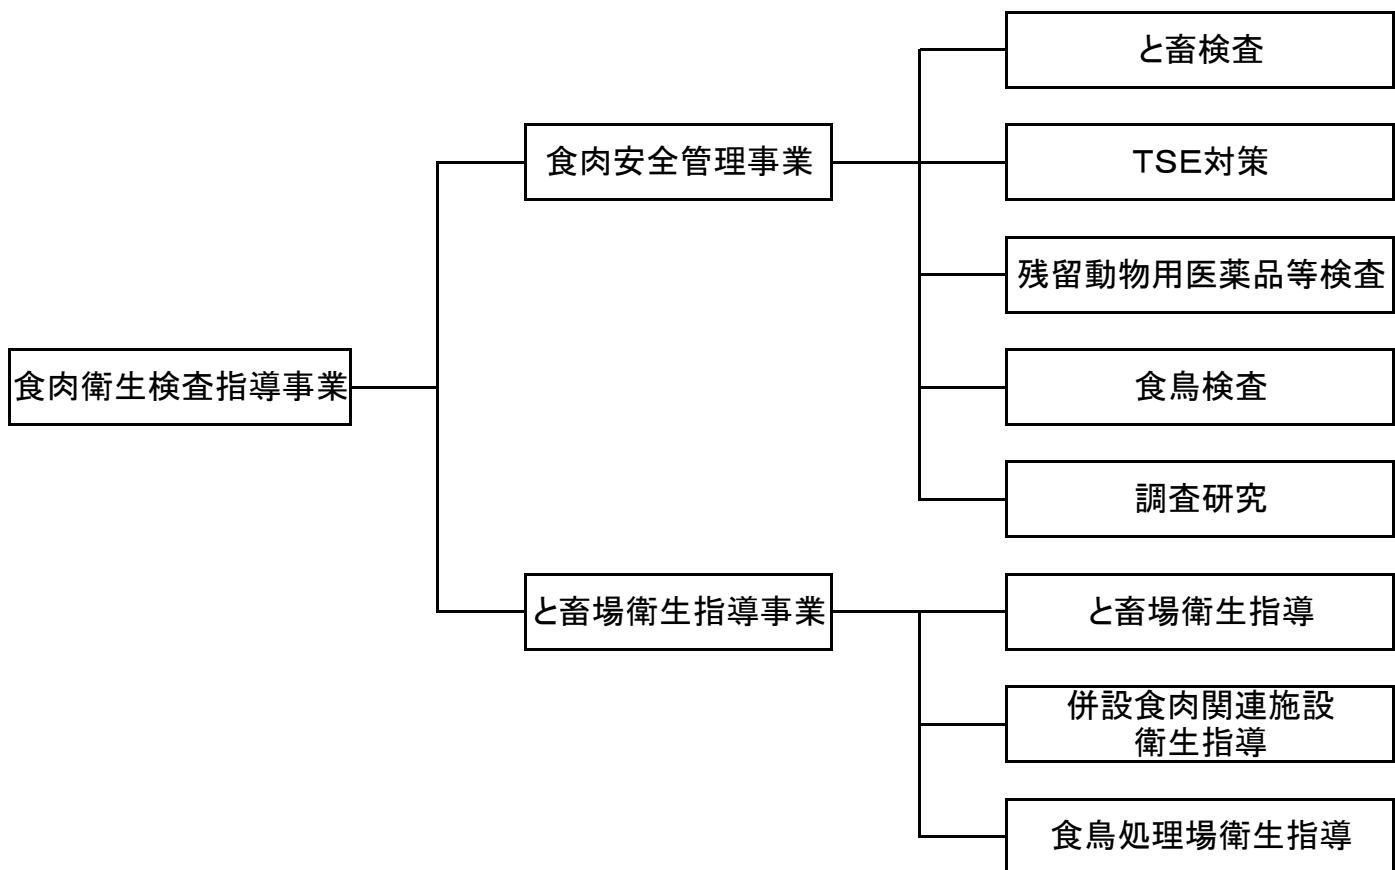 食肉衛生検査指導事業
食肉安全管理事業
と畜検査
TSE対策
残留動物用医薬品等検査
食鳥検査
調査研究
と畜場衛生指導事業
と畜場衛生指導
併設食肉関連施設
衛生指導
食鳥処理場衛生指導